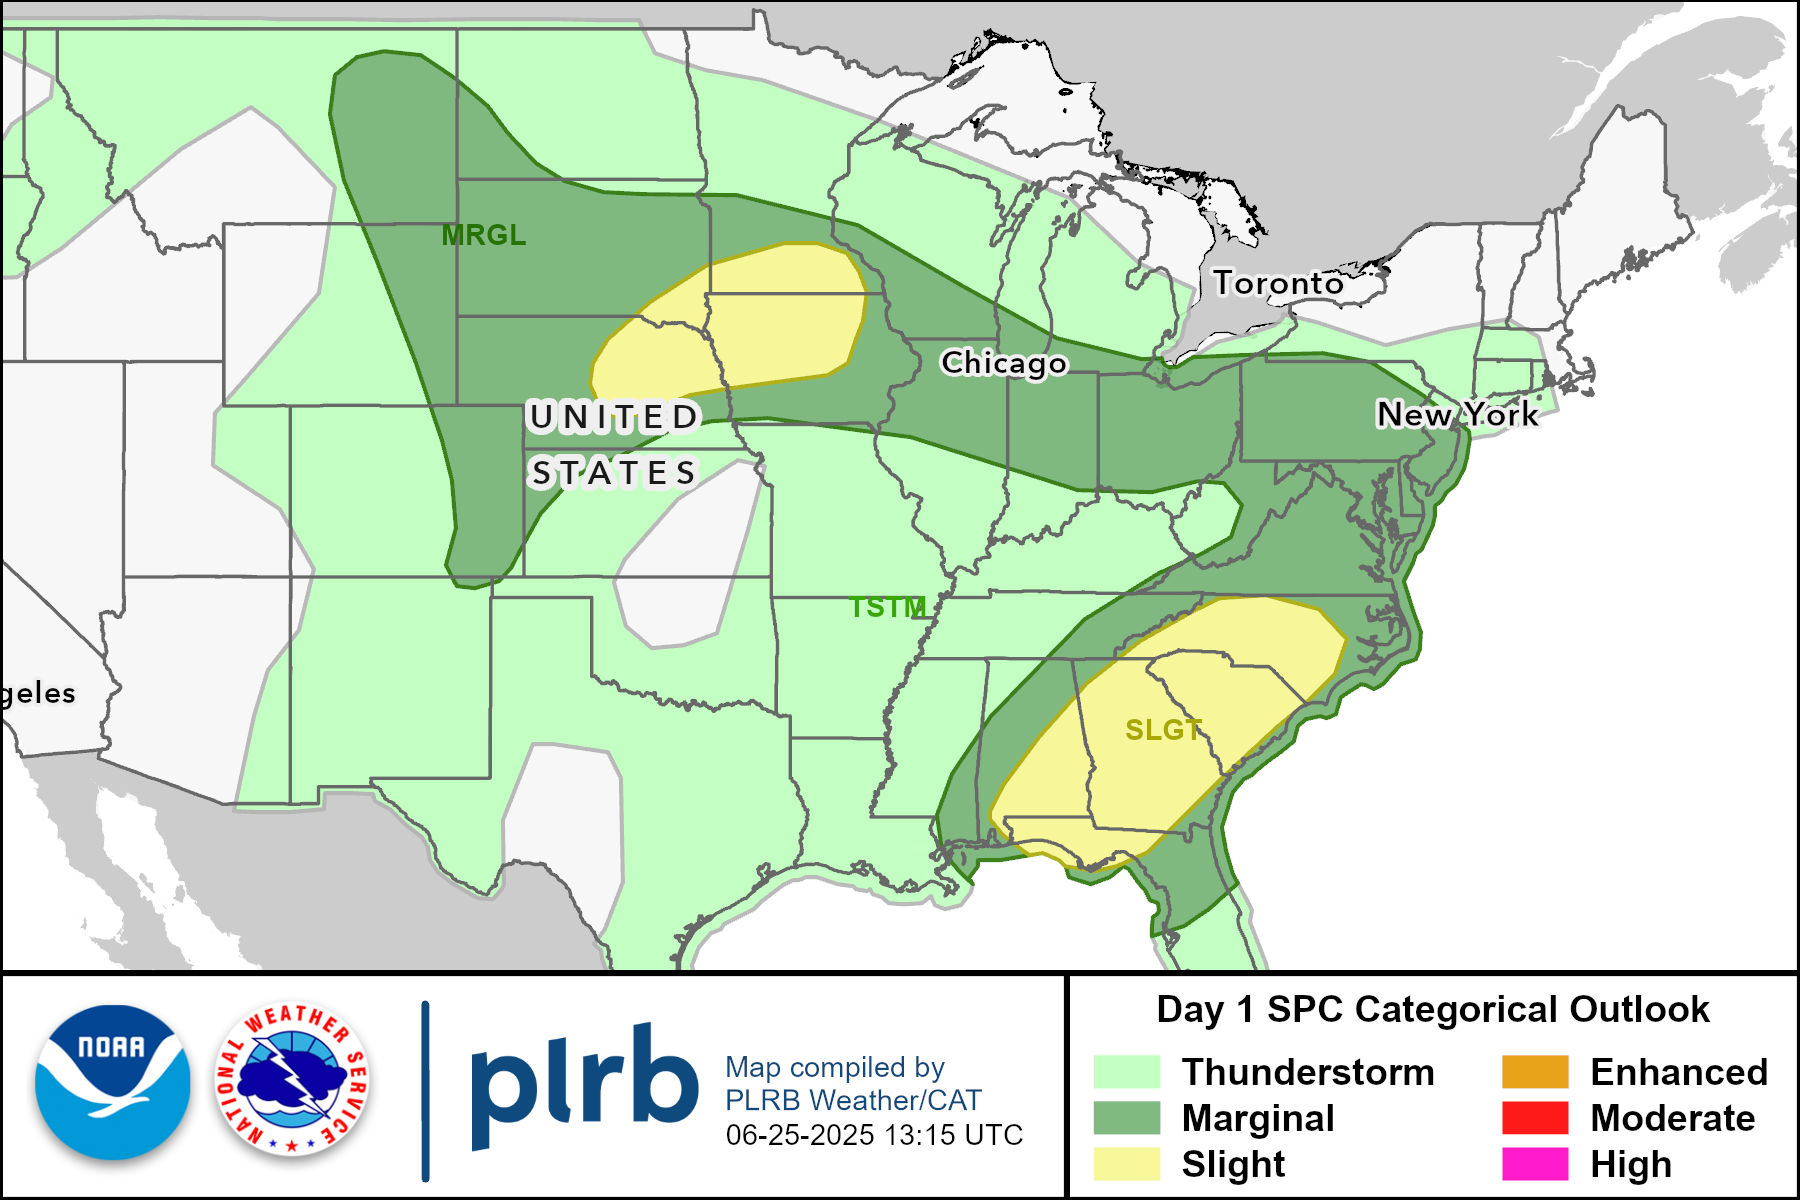 MRGL
Toronto
Chicago
New York
UNITED
STATES
TSTM
geles
SLGT
NOAA
NATIONAL WEATHER SERVICE
plrb
Map compiled by
PLRB Weather/CAT
06-25-2025 13:15 UTC
Day 1 SPC Categorical Outlook
Thunderstorm
Marginal
Slight
Enhanced
Moderate
High